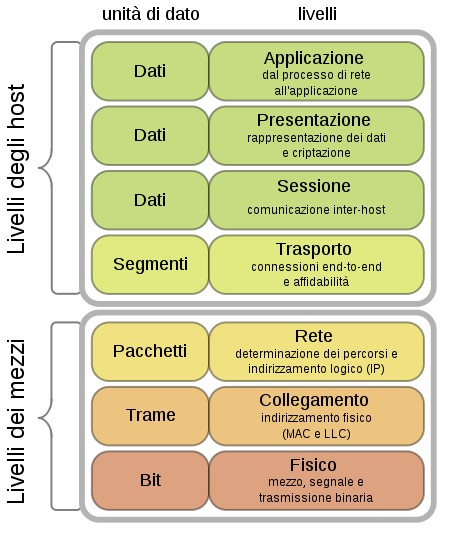 unità di dato
livelli
Livelli degli host
Dati
Applicazione
dal processo di rete
all'applicazione
Dati
Presentazione
rappresentazione dei dati
e criptazione
Dati
Sessione
comunicazione inter-host
Segmenti
Trasporto
connessioni end-to-end
e affidabilità
Livelli dei mezzi
Pacchetti
Rete
determinazione dei percorsi e
indirizzamento logico (IP)
Trame
Collegamento
indirizzamento fisico
(MAC e LLC)
Bit
Fisico
mezzo, segnale e
trasmissione binaria